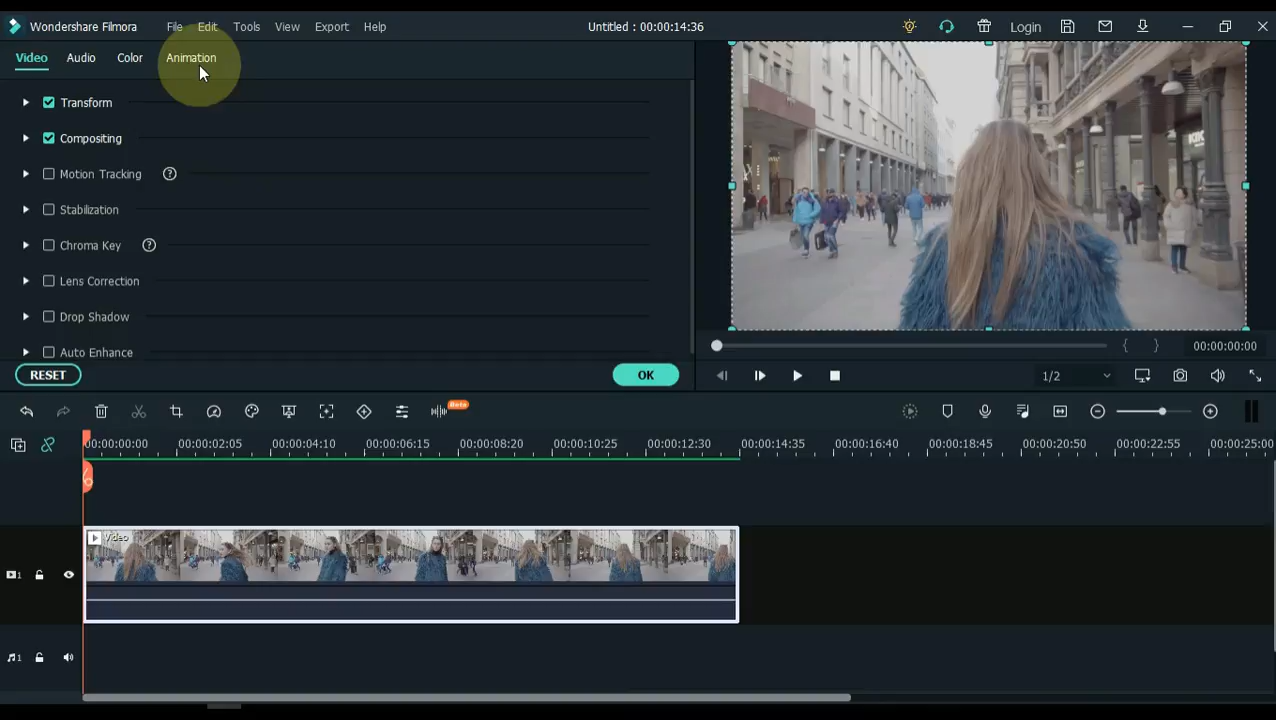 Wondershare Filmora File Edit Tools View Export Help Untitled : 00:00:14:36 Login
Video Audio Color Animation
Transform
Compositing
Motion Tracking
Stabilization
Chroma Key
Lens Correction
Drop Shadow
Auto Enhance
RESET OK
00:00:00:00
1/2
Beta
00:00:00:00 00:00:02:05 00:00:04:10 00:00:06:15 00:00:08:20 00:00:10:25 00:00:12:30 00:00:14:35 00:00:16:40 00:00:18:45 00:00:20:50 00:00:22:55 00:00:25:00
Video
1
1